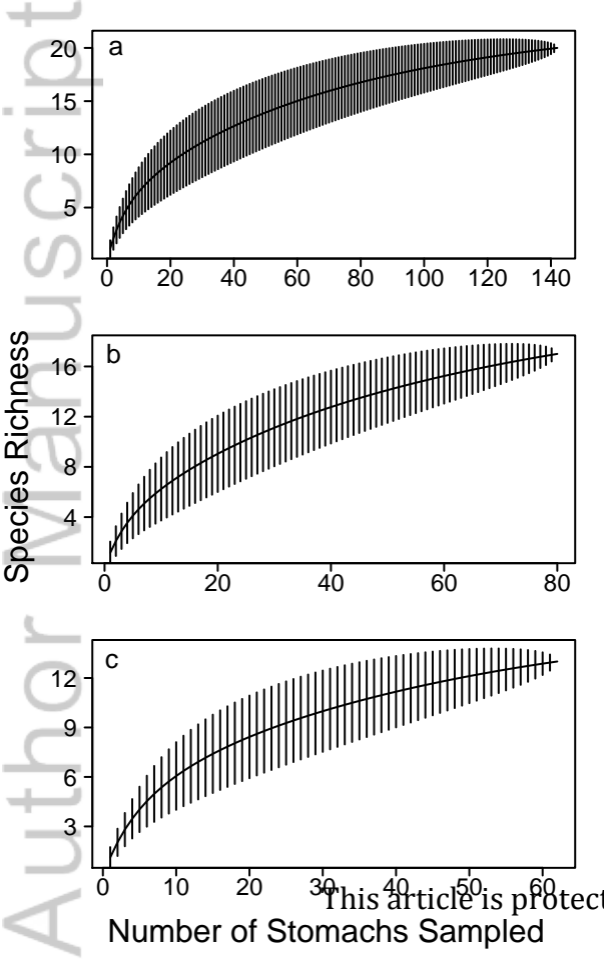 a
20
15
10
5
0 20 40 60 80 100 120 140
b
16
12
8
4
0 20 40 60 80
c
12
9
6
3
0 10 20 30 40 50 60
Species Richness
Number of Stomachs Sampled
This article is protect
Author Manuscript